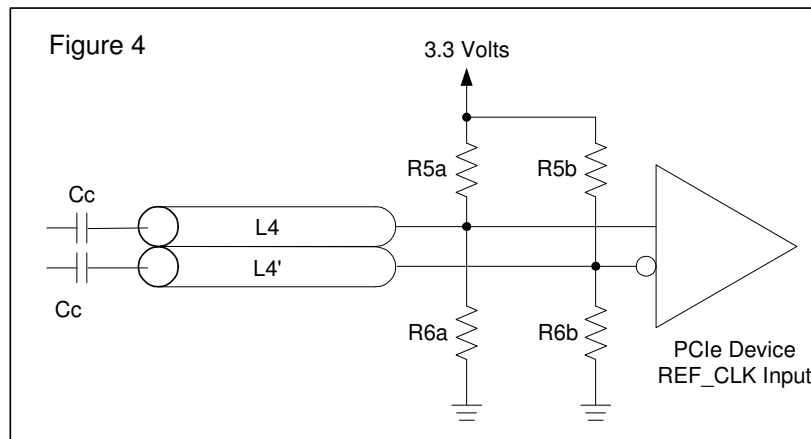 Figure 4
3.3 Volts
R5a
R5b
Cc
L4
L4'
Cc
R6a
R6b
PCIe Device
REF_CLK Input